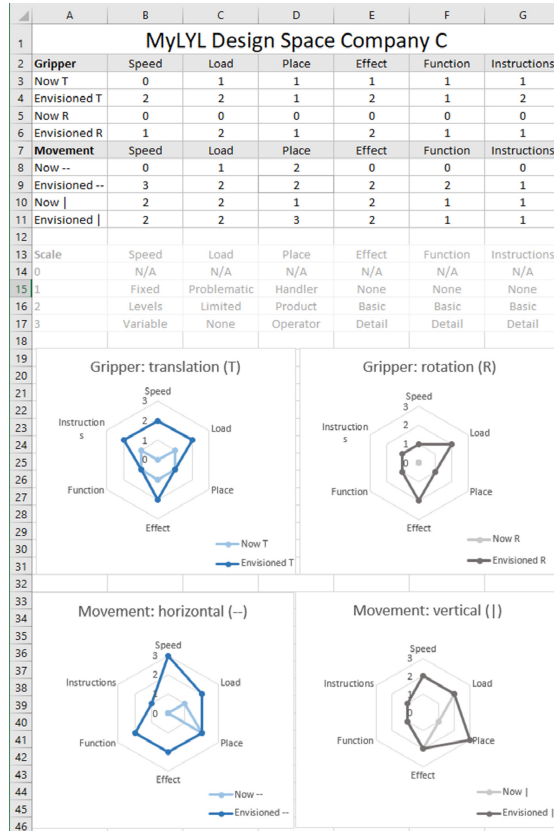 A B C D E F G
1 MyLYL Design Space Company C
2 Gripper Speed Load Place Effect Function Instructions
3 Now T 0 1 1 1 1 1
4 Envisioned T 2 2 1 2 1 2
5 Now R 0 0 0 0 0 0
6 Envisioned R 1 2 1 2 1 1
7 Movement Speed Load Place Effect Function Instructions
8 Now -- 0 1 2 0 0 0
9 Envisioned -- 3 2 2 2 2 1
10 Now | 2 2 1 2 1 1
11 Envisioned | 2 2 3 2 1 1
12
13 Scale Speed Load Place Effect Function Instructions
14 0 N/A N/A N/A N/A N/A N/A
15 1 Fixed Problematic Handler None None None
16 2 Levels Limited Product Basic Basic Basic
17 3 Variable None Operator Detail Detail Detail
18
19
20
21
22
23
24
25
26
27
28
29
30
31
32
33
34
35
36
37
38
39
40
41
42
43
44
45
46
Gripper: translation (T)
Speed
3
2
1
0
Load
Place
Effect
Function
Instruction
s
Now T
Envisioned T
Gripper: rotation (R)
Speed
3
2
1
0
Load
Place
Effect
Function
Instruction
s
Now R
Envisioned R
Movement: horizontal (--)
Speed
3
2
1
0
Load
Place
Effect
Function
Instructions
Now --
Envisioned --
Movement: vertical (|)
Speed
3
2
1
0
Load
Place
Effect
Function
Instructions
Now |
Envisioned |